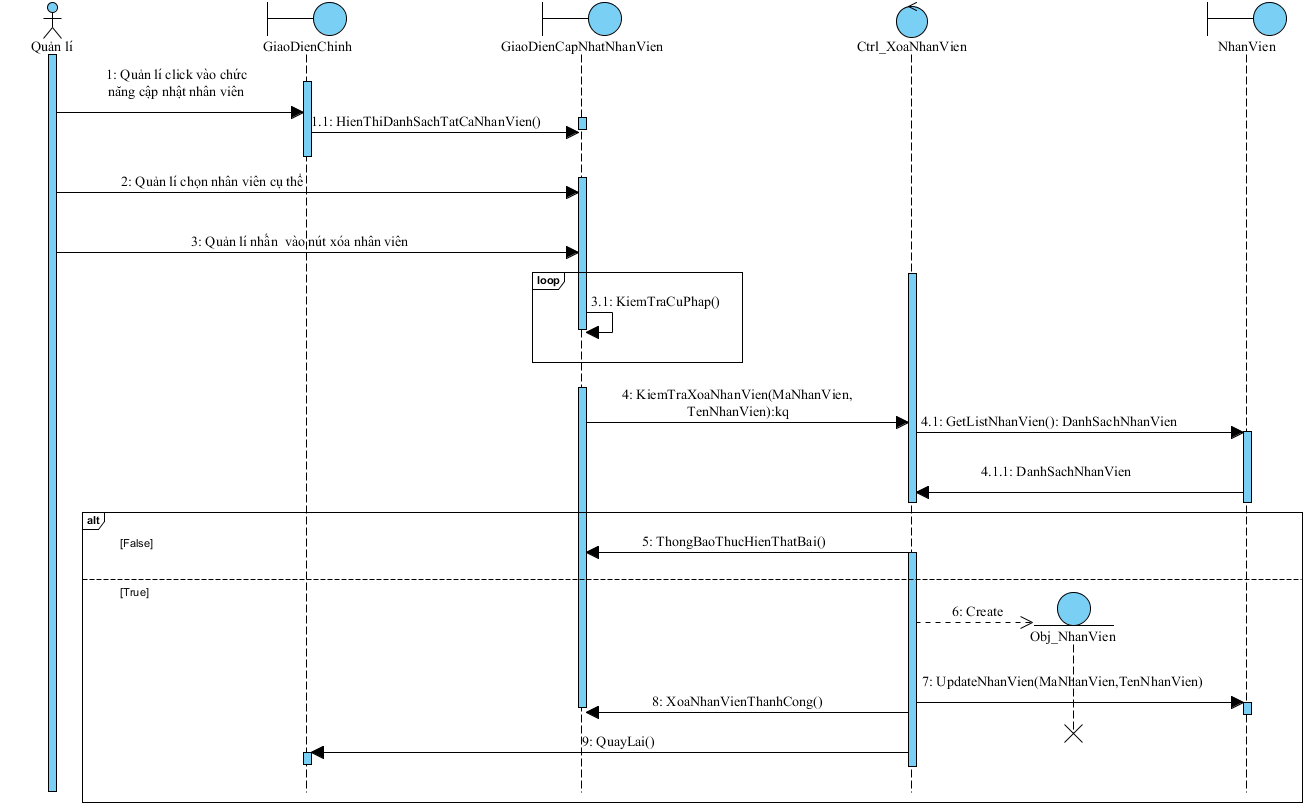 Quản lí
GiaoDienChinh
GiaoDienCapNhatNhanVien
Ctrl_XoaNhanVien
NhanVien
1: Quản lí click vào chức
năng cập nhật nhân viên
1.1: HienThiDanhSachTatCaNhanVien()
2: Quản lí chọn nhân viên cụ thể
3: Quản lí nhấn  vào nút xóa nhân viên
loop
3.1: KiemTraCuPhap()
4: KiemTraXoaNhanVien(MaNhanVien,
TenNhanVien):kq
4.1: GetListNhanVien(): DanhSachNhanVien
4.1.1: DanhSachNhanVien
alt
[False]
5: ThongBaoThucHienThatBai()
[True]
6: Create
Obj_NhanVien
7: UpdateNhanVien(MaNhanVien,TenNhanVien)
8: XoaNhanVienThanhCong()
9: QuayLai()